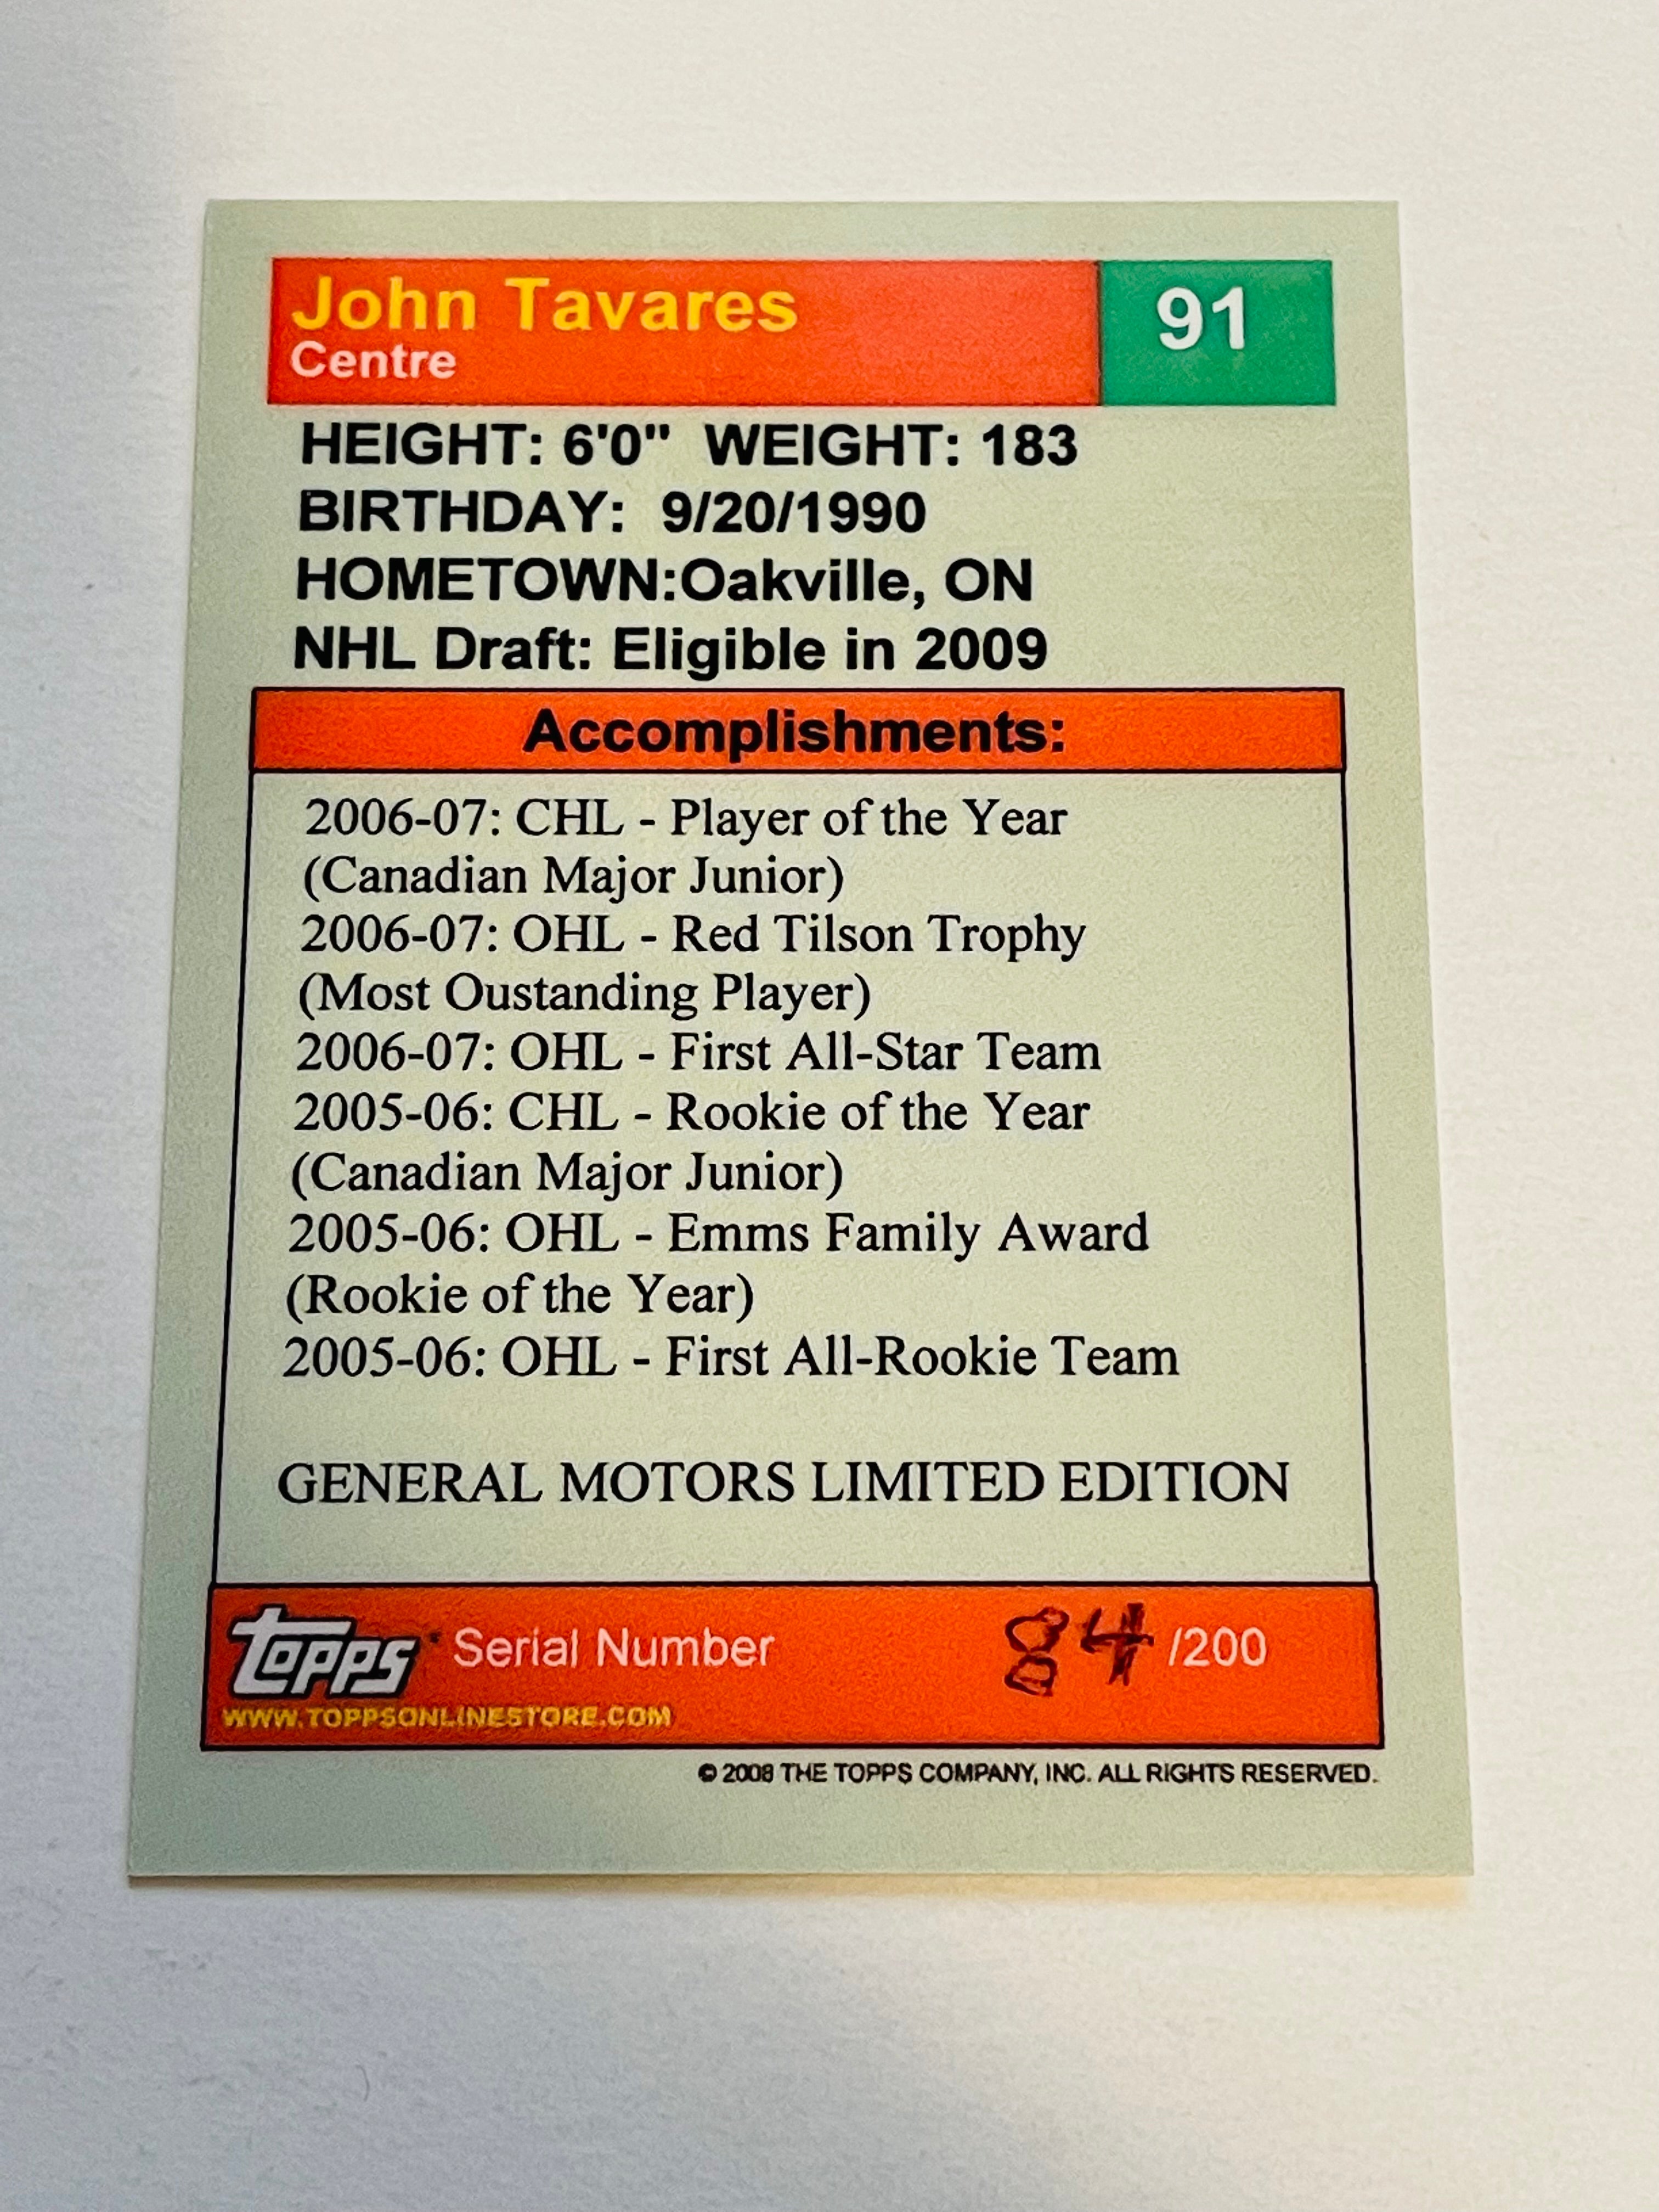 John Tavares 91
Centre
HEIGHT: 6'0" WEIGHT: 183
BIRTHDAY: 9/20/1990
HOMETOWN:Oakville, ON
NHL Draft: Eligible in 2009
Accomplishments:
2006-07: CHL - Player of the Year
(Canadian Major Junior)
2006-07: OHL - Red Tilson Trophy
(Most Oustanding Player)
2006-07: OHL - First All-Star Team
2005-06: CHL - Rookie of the Year
(Canadian Major Junior)
2005-06: OHL - Emms Family Award
(Rookie of the Year)
2005-06: OHL - First All-Rookie Team
GENERAL MOTORS LIMITED EDITION
Topps Serial Number 84 /200
WWW.TOPPSONLINESTORE.COM
© 2008 THE TOPPS COMPANY, INC. ALL RIGHTS RESERVED.